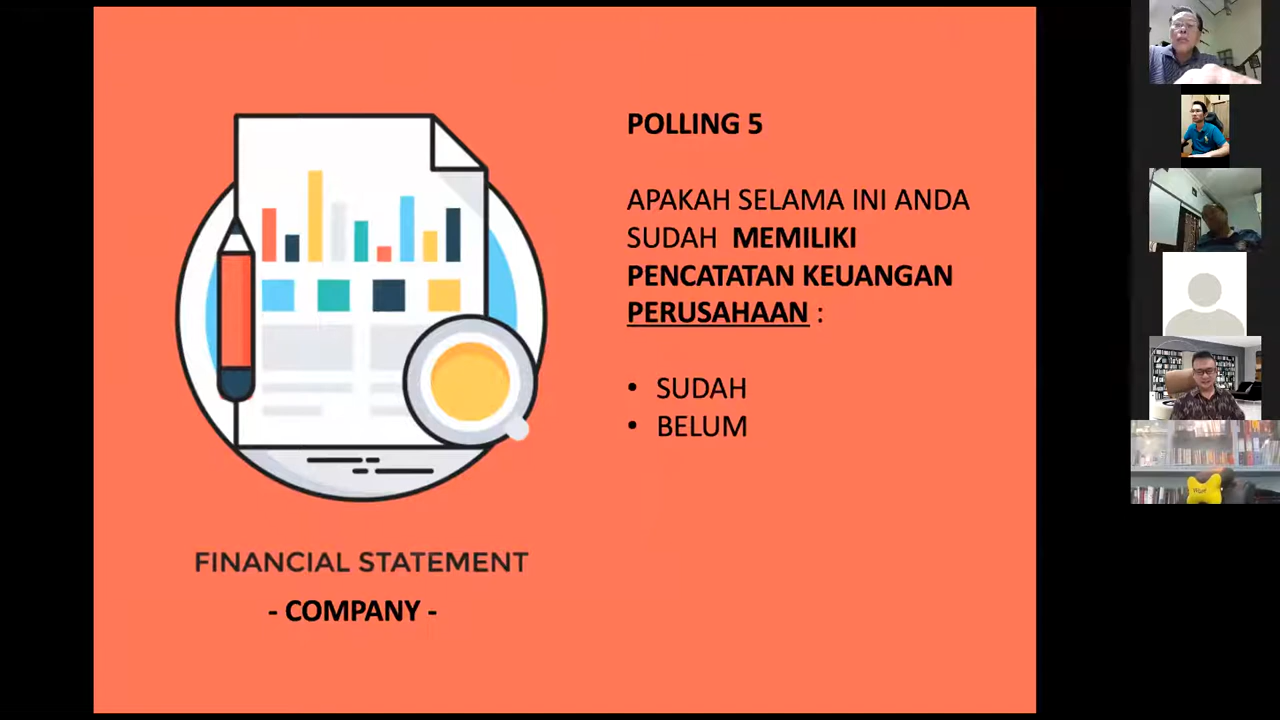 POLLING 5
APAKAH SELAMA INI ANDA
SUDAH MEMILIKI
PENCATATAN KEUANGAN
PERUSAHAAN :
• SUDAH
• BELUM
FINANCIAL STATEMENT
- COMPANY -